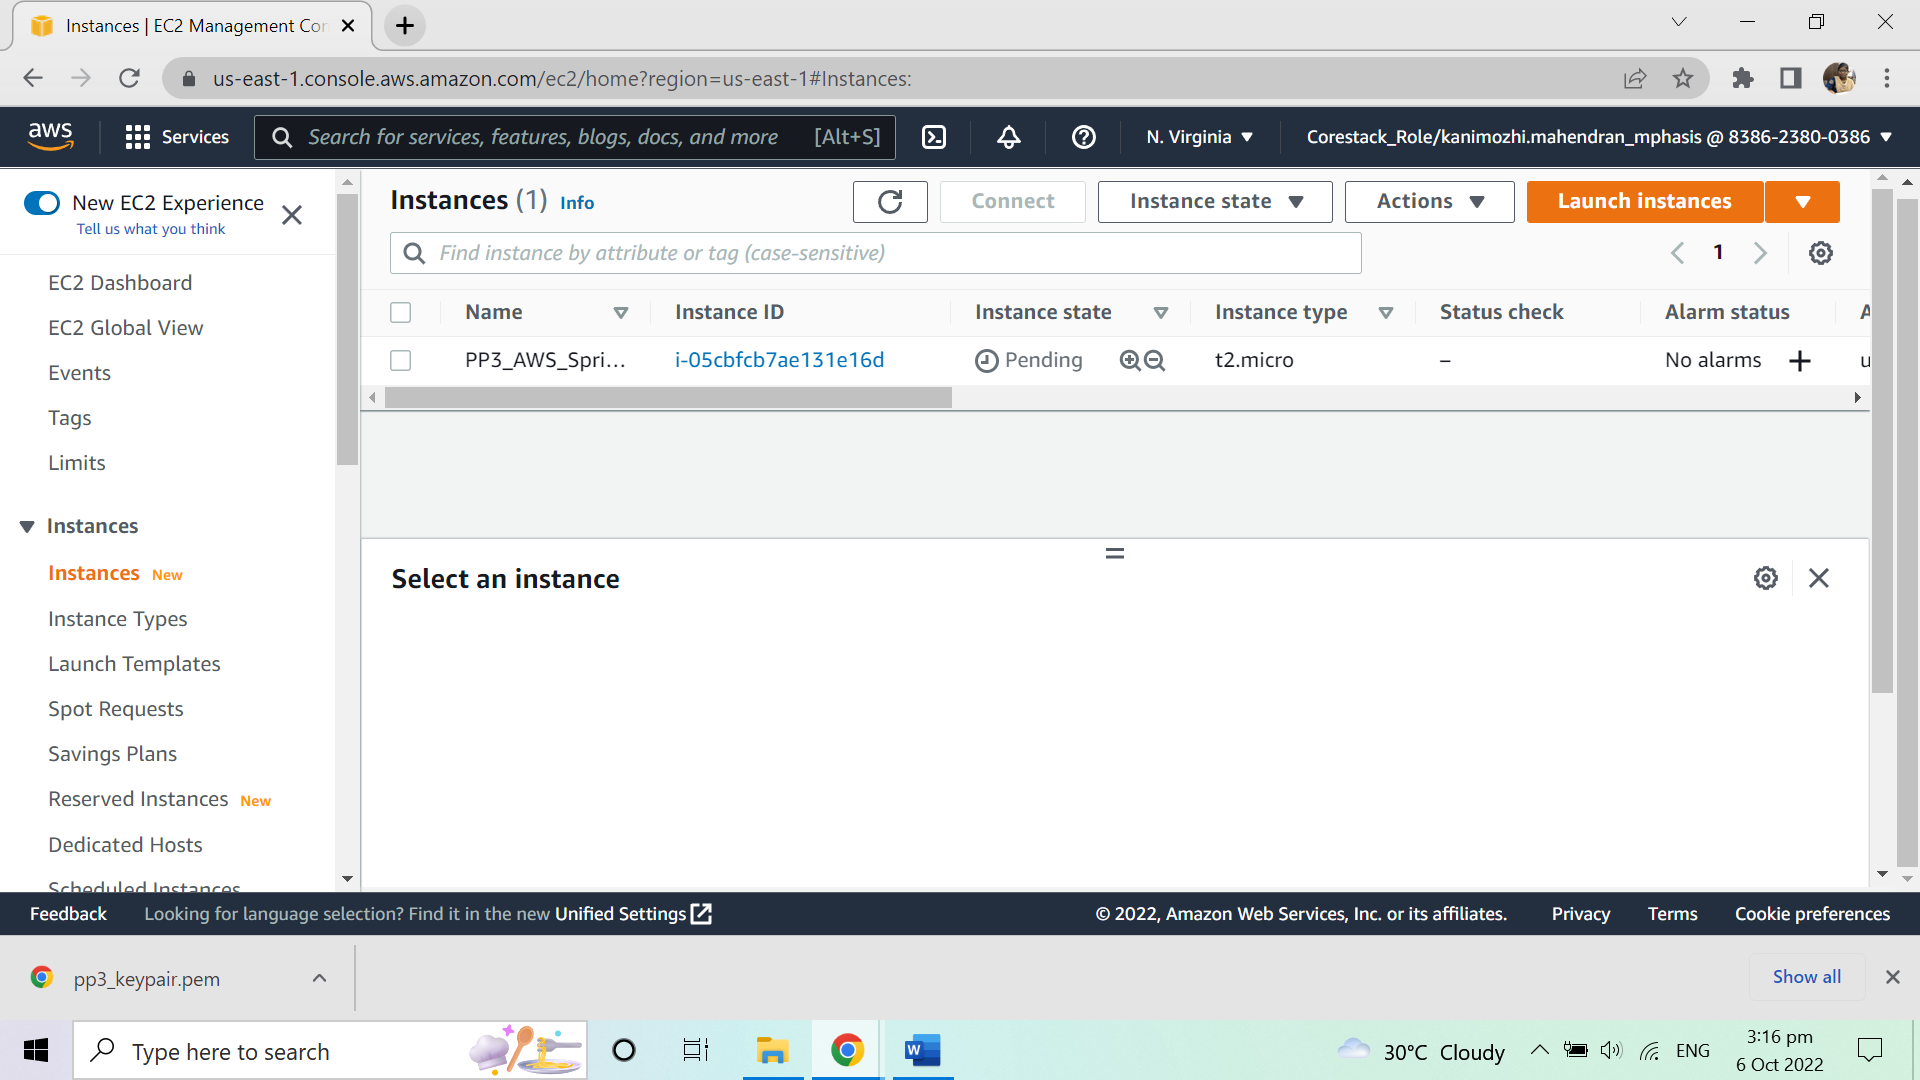 Instances | EC2 Management Con
us-east-1.console.aws.amazon.com/ec2/home?region=us-east-1#Instances:
aws
Services
Search for services, features, blogs, docs, and more [Alt+S]
N. Virginia
Corestack_Role/kanimozhi.mahendran_mphasis @ 8386-2380-0386
New EC2 Experience
Tell us what you think
EC2 Dashboard
EC2 Global View
Events
Tags
Limits
Instances
Instances New
Instance Types
Launch Templates
Spot Requests
Savings Plans
Reserved Instances New
Dedicated Hosts
Scheduled Instances
Instances (1) Info
Connect
Instance state
Actions
Launch instances
Find instance by attribute or tag (case-sensitive)
1
Name Instance ID Instance state Instance type Status check Alarm status A
PP3_AWS_Spri... i-05cbfcb7ae131e16d Pending t2.micro – No alarms u
Select an instance
Feedback Looking for language selection? Find it in the new Unified Settings
© 2022, Amazon Web Services, Inc. or its affiliates. Privacy Terms Cookie preferences
pp3_keypair.pem
Show all
Type here to search
W
30°C Cloudy
ENG
3:16 pm
6 Oct 2022